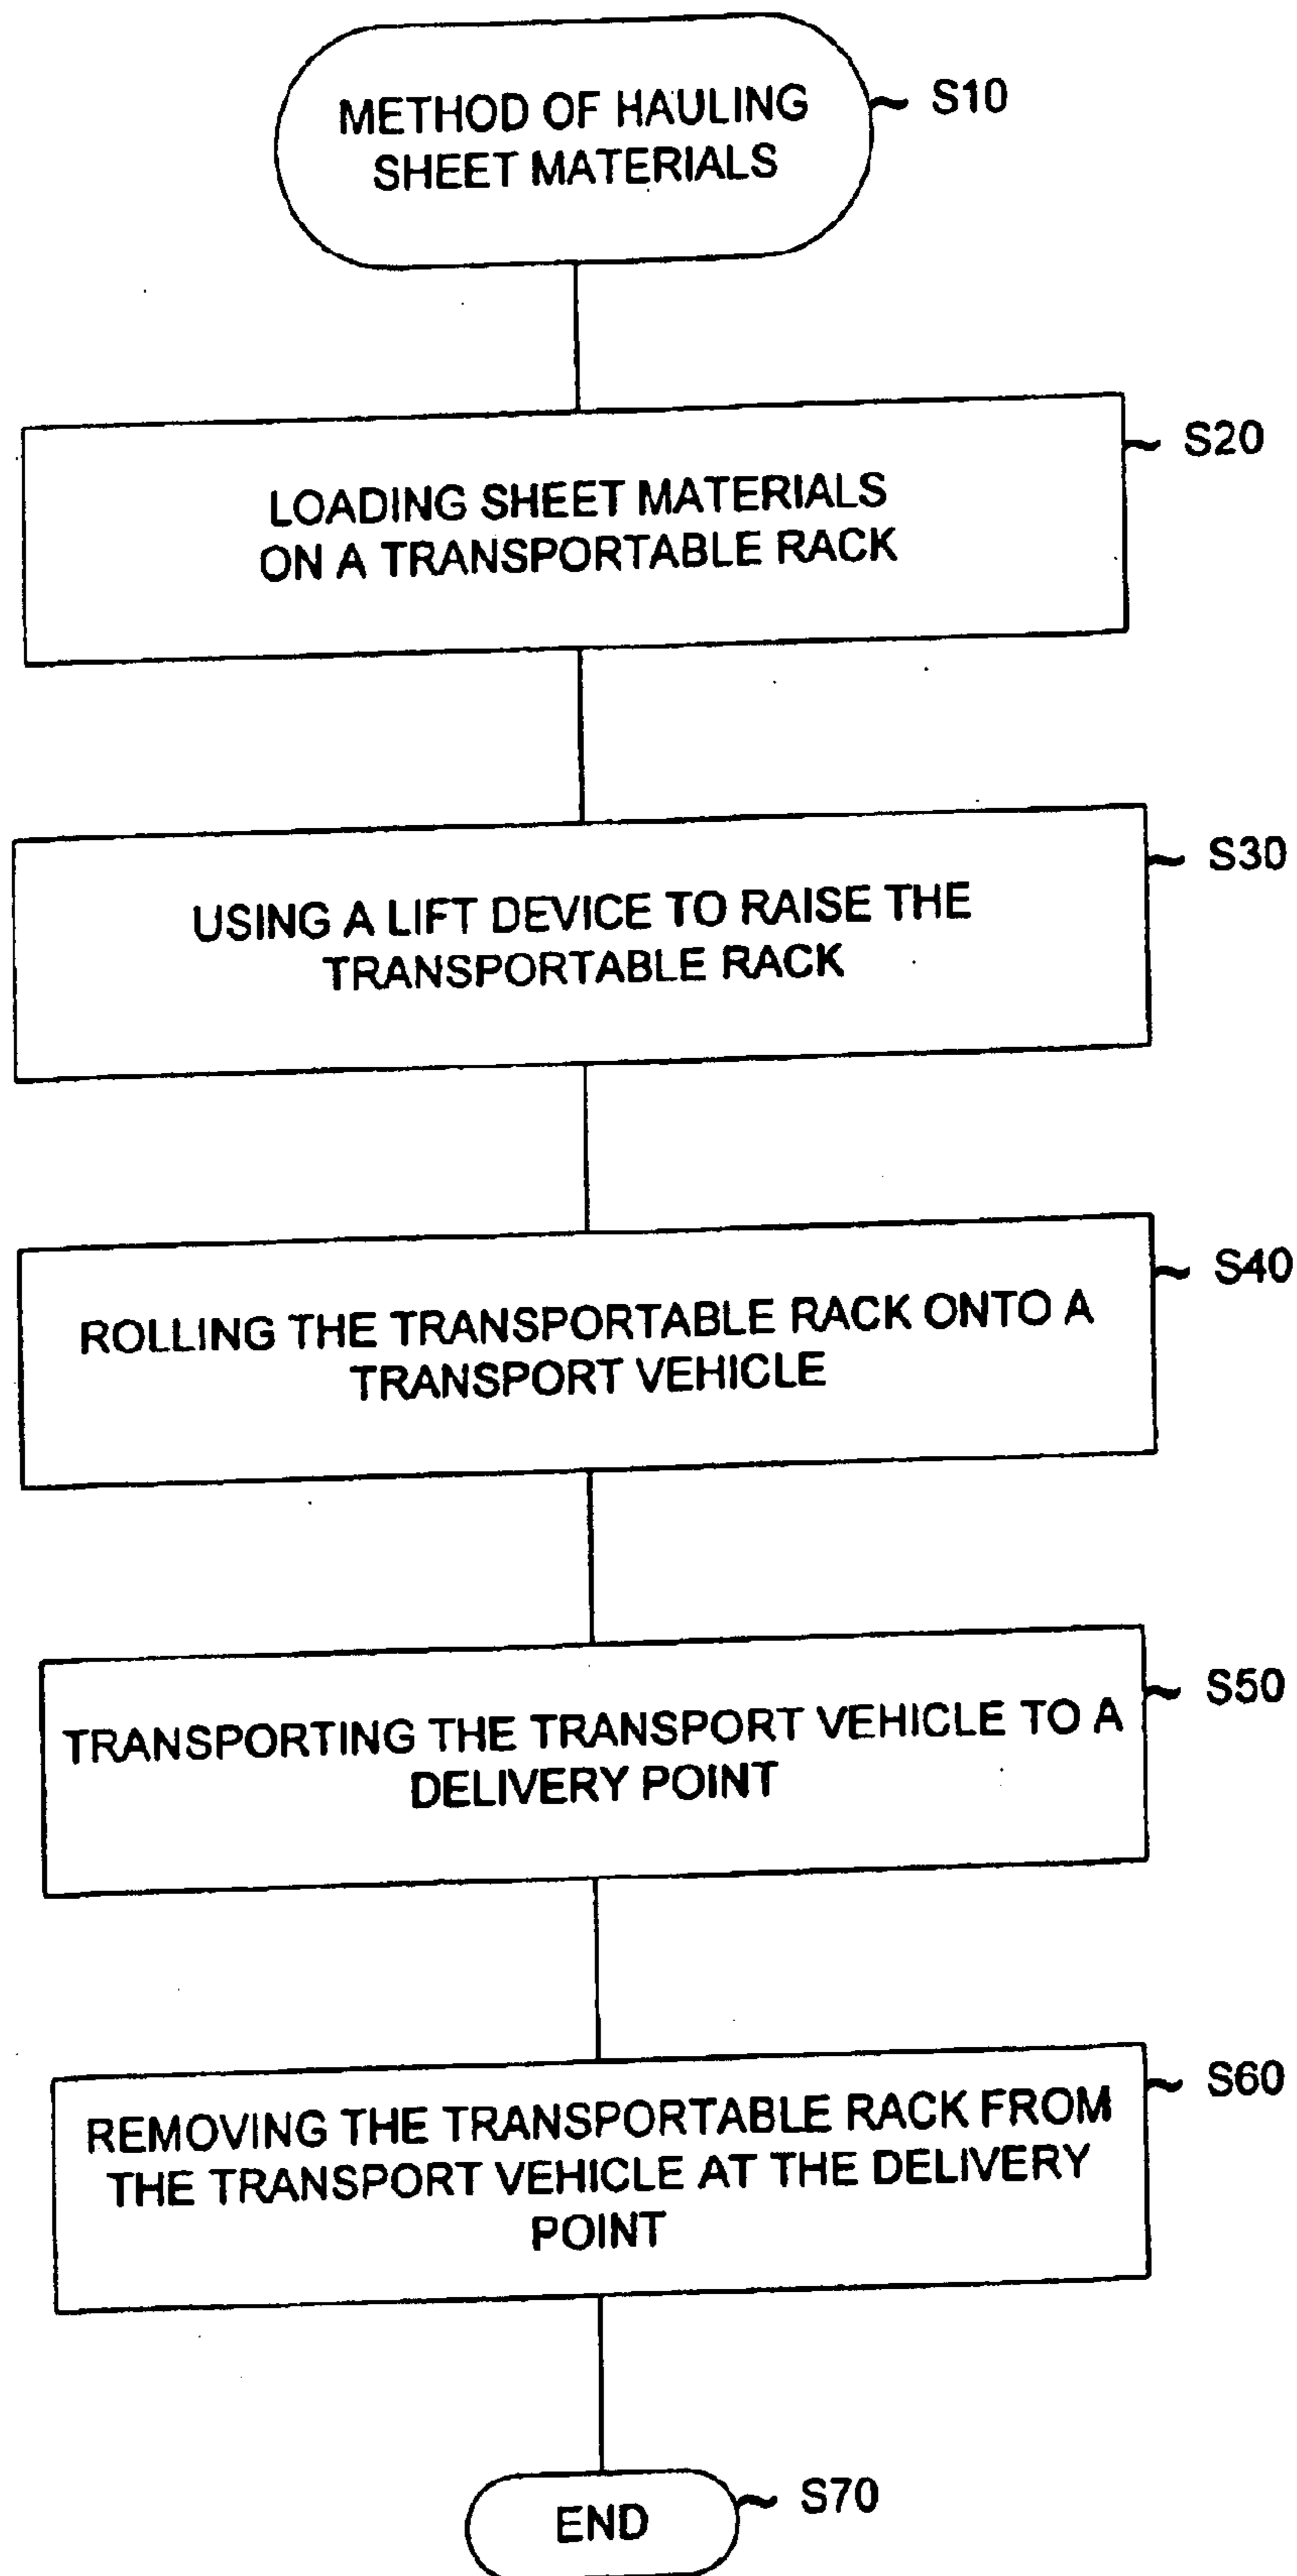 METHOD OF HAULING
SHEET MATERIALS
S10
LOADING SHEET MATERIALS
ON A TRANSPORTABLE RACK
S20
USING A LIFT DEVICE TO RAISE THE
TRANSPORTABLE RACK
S30
ROLLING THE TRANSPORTABLE RACK ONTO A
TRANSPORT VEHICLE
S40
TRANSPORTING THE TRANSPORT VEHICLE TO A
DELIVERY POINT
S50
REMOVING THE TRANSPORTABLE RACK FROM
THE TRANSPORT VEHICLE AT THE DELIVERY
POINT
S60
END
S70